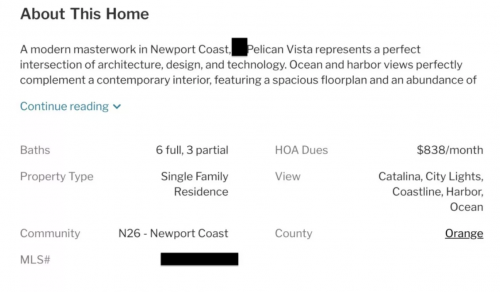 About This Home
A modern masterwork in Newport Coast, Pelican Vista represents a perfect
intersection of architecture, design, and technology. Ocean and harbor views perfectly
complement a contemporary interior, featuring a spacious floorplan and an abundance of
Continue reading
Baths 6 full, 3 partial HOA Dues $838/month
Property Type Single Family View Catalina, City Lights,
Residence Coastline, Harbor,
Ocean
Community N26 - Newport Coast County Orange
MLS#